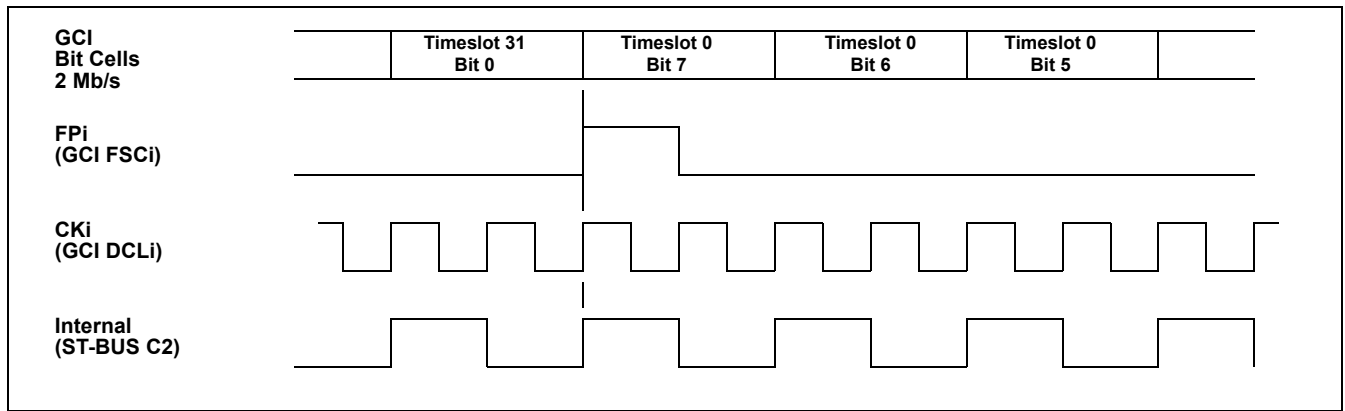 GCI
Bit Cells
2 Mb/s
Timeslot 31
Bit 0
Timeslot 0
Bit 7
Timeslot 0
Bit 6
Timeslot 0
Bit 5
FPi
(GCI FSCi)
CKi
(GCI DCLi)
Internal
(ST-BUS C2)